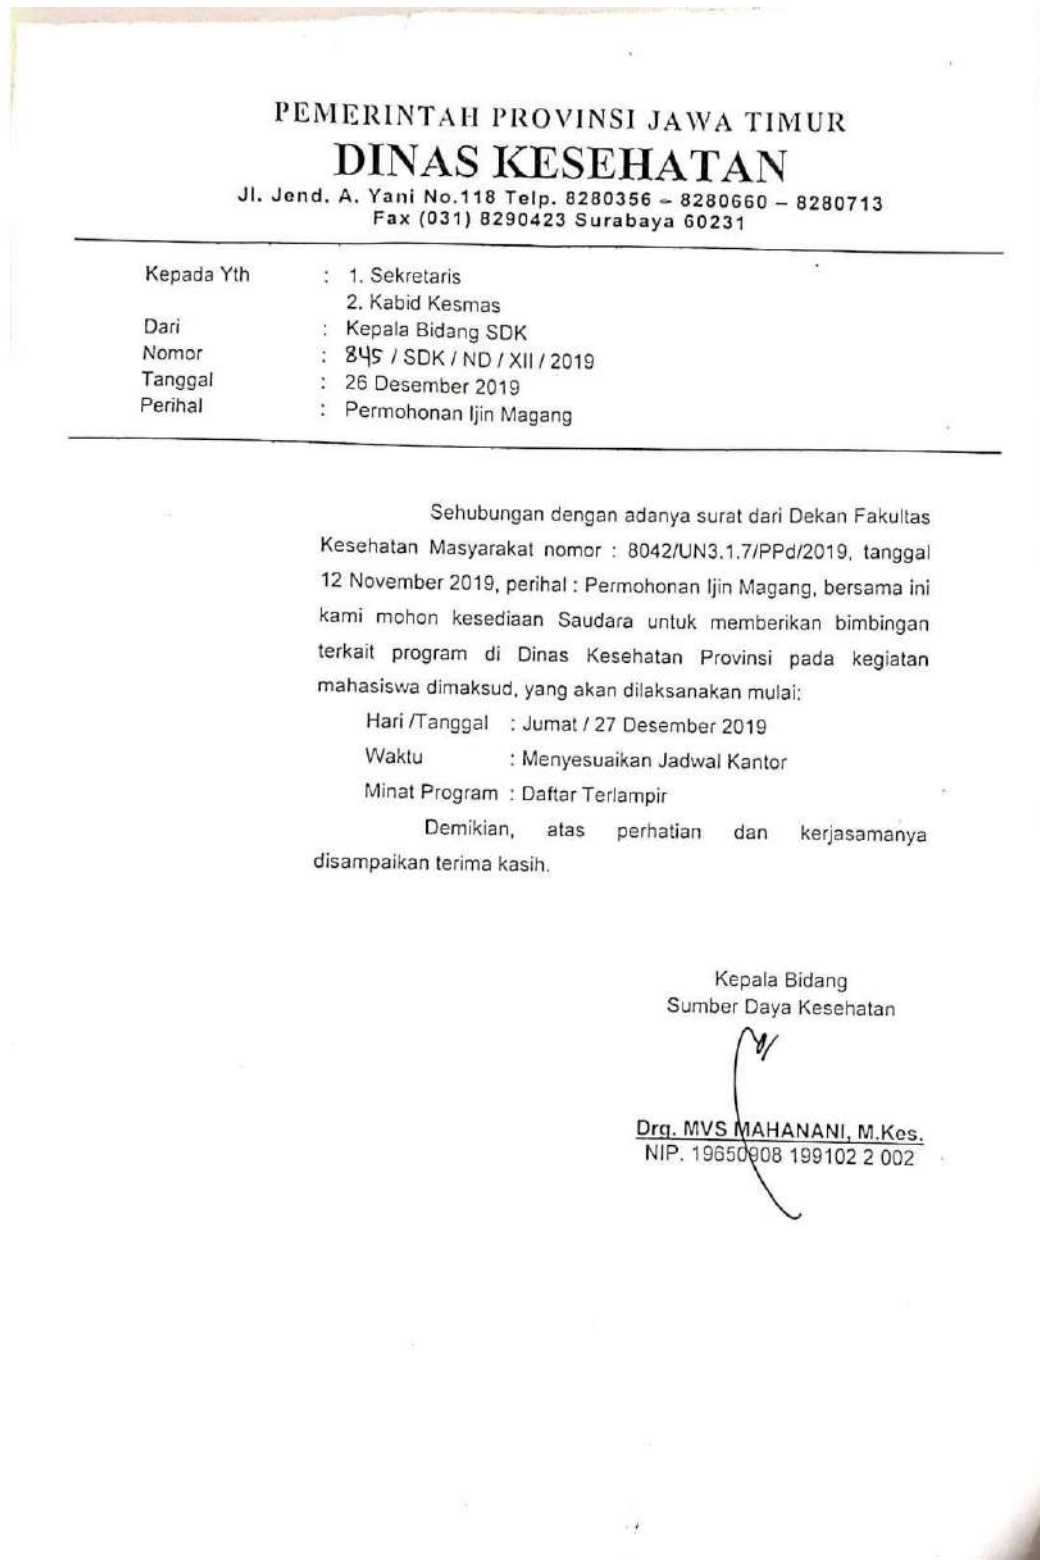 PEMERINTAH PROVINSI JAWA TIMUR
DINAS KESEHATAN
Jl. Jend. A. Yani No.118 Telp. 8280356 – 8280660 – 8280713
Fax (031) 8290423 Surabaya 60231
Kepada Yth : 1. Sekretaris
2. Kabid Kesmas
Dari : Kepala Bidang SDK
Nomor : 845 / SDK / ND / XII / 2019
Tanggal : 26 Desember 2019
Perihal : Permohonan Ijin Magang
Sehubungan dengan adanya surat dari Dekan Fakultas
Kesehatan Masyarakat nomor : 8042/UN3.1.7/PPd/2019, tanggal
12 November 2019, perihal : Permohonan Ijin Magang, bersama ini
kami mohon kesediaan Saudara untuk memberikan bimbingan
terkait program di Dinas Kesehatan Provinsi pada kegiatan
mahasiswa dimaksud, yang akan dilaksanakan mulai:
Hari /Tanggal : Jumat / 27 Desember 2019
Waktu : Menyesuaikan Jadwal Kantor
Minat Program : Daftar Terlampir
Demikian, atas perhatian dan kerjasamanya
disampaikan terima kasih.
Kepala Bidang
Sumber Daya Kesehatan
Drg. MVS MAHANANI, M.Kes.
NIP. 19650908 199102 2 002